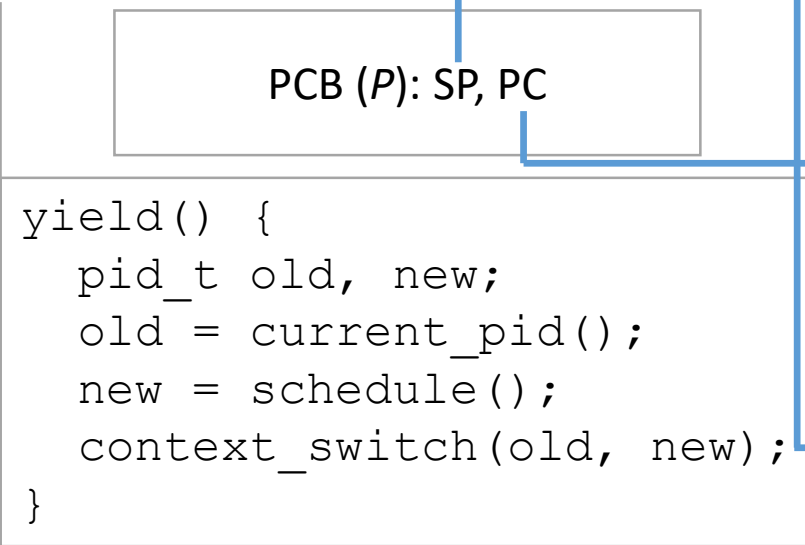 PCB (P): SP, PC
yield() {
  pid_t old, new;
  old = current_pid();
  new = schedule();
  context_switch(old, new);
}